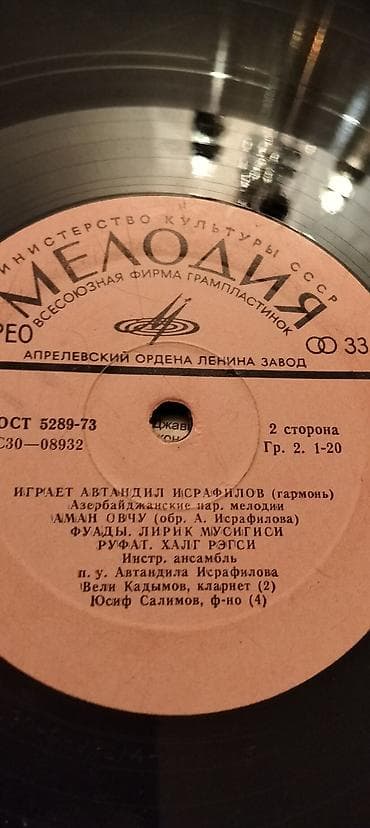 МИНИСТЕРСТВО КУЛЬТУРЫ СССР
МЕЛОДИЯ
ВСЕСОЮЗНАЯ ФИРМА ГРАМПЛАСТИНОК
РЕО 33
АПРЕЛЕВСКИЙ ОРДЕНА ЛЕНИНА ЗАВОД
ОСТ 5289-73
С30—08932
2 сторона
Гр. 2. 1-20
ИГРАЕТ АВТАНДИЛ ИСРАФИЛОВ (гармонь)
Азербайджанские нар. мелодии
АМАН ОВЧУ (обр. А. Исрафилова)
ФУАДЫ. ЛИРИК МУСИГИСИ
РУФАТ. ХАЛГ РӘГСИ
Инстр. ансамбль
п. у. Автандила Исрафилова
Вели Кадымов, кларнет (2)
Юсиф Салимов, ф-но (4)